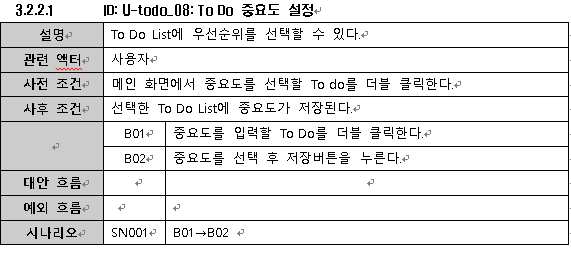 3.2.2.1 ID: U-todo_08: To Do 중요도 설정
설명 To Do List에 우선순위를 선택할 수 있다.
관련 액터 사용자
사전 조건 메인 화면에서 중요도를 선택할 To do를 더블 클릭한다.
사후 조건 선택한 To Do List에 중요도가 저장된다.
B01 중요도를 입력할 To Do를 더블 클릭한다.
B02 중요도를 선택 후 저장버튼을 누른다.
대안 흐름
예외 흐름
시나리오 SN001 B01→B02